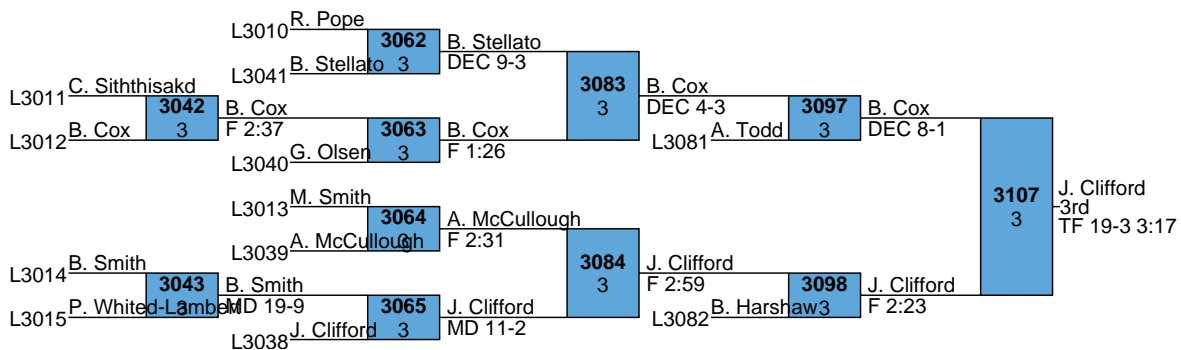 L3010 R. Pope
3062
3
L3041 B. Stellato
B. Stellato
DEC 9-3
L3011 C. Siththisakd
3042
3
L3012 B. Cox
B. Cox
F 2:37
3063
3
L3040 G. Olsen
B. Cox
F 1:26
3083
3
B. Cox
DEC 4-3
3097
3
L3081 A. Todd
B. Cox
DEC 8-1
L3013 M. Smith
3064
3
L3039 A. McCullough
A. McCullough
F 2:31
L3014 B. Smith
3043
3
L3015 P. Whited-Lambert
B. Smith
MD 19-9
3065
3
L3038 J. Clifford
J. Clifford
MD 11-2
3084
3
J. Clifford
F 2:59
3098
3
L3082 B. Harshaw
J. Clifford
F 2:23
3107
3
J. Clifford
3rd
TF 19-3 3:17